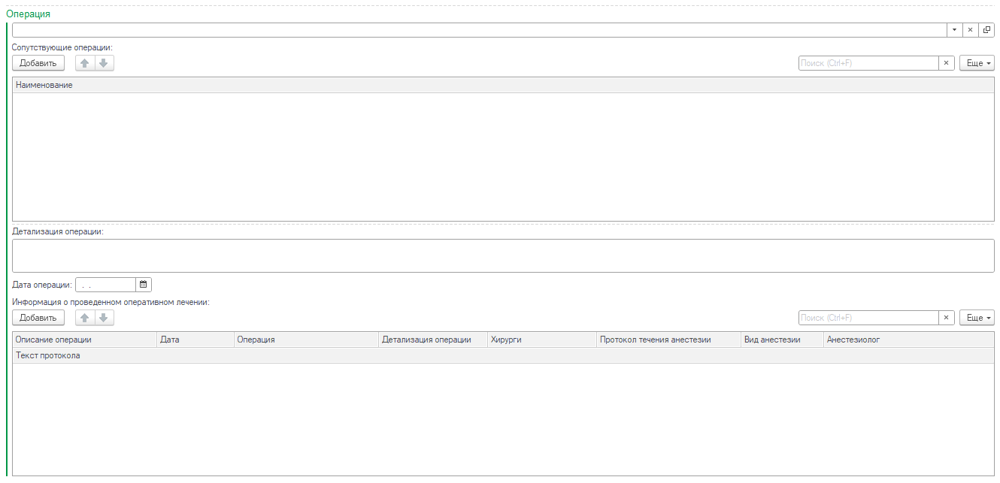 Операция
Сопутствующие операции:
Добавить Поиск (Ctrl+F) × Еще
Наименование
Детализация операции:
Дата операции: . .
Информация о проведенном оперативном лечении:
Добавить Поиск (Ctrl+F) × Еще
Описание операции Дата Операция Детализация операции Хирурги Протокол течения анестезии Вид анестезии Анестезиолог
Текст протокола